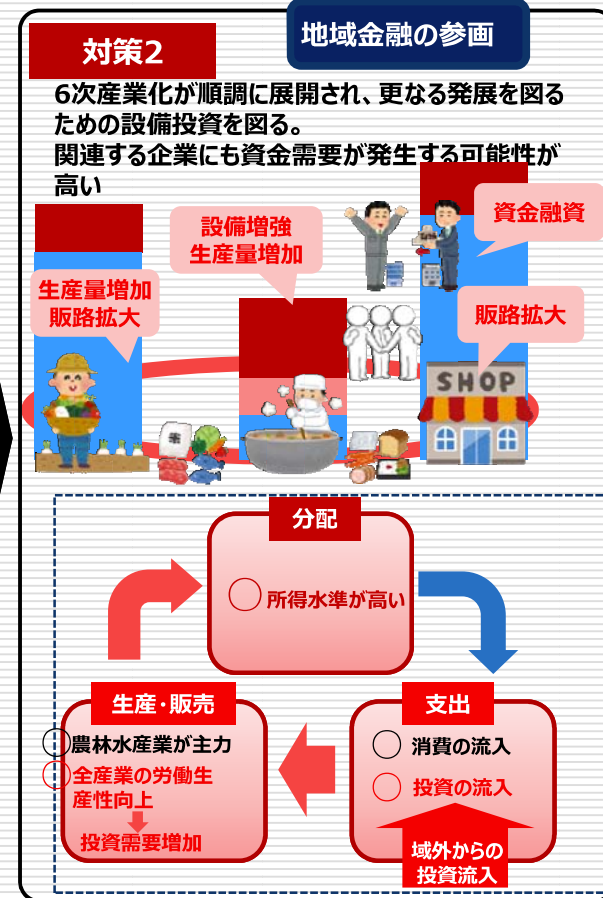 地域金融の参画
対策2
6次産業化が順調に展開され、更なる発展を図る
ための設備投資を図る。
関連する企業にも資金需要が発生する可能性が
高い
資金融資
設備増強
生産量増加
生産量増加
販路拡大
販路拡大
SHOP
米
分配
○所得水準が高い
生産・販売
○農林水産業が主力
○全産業の労働生
産性向上
投資需要増加
支出
○消費の流入
○投資の流入
域外からの
投資流入